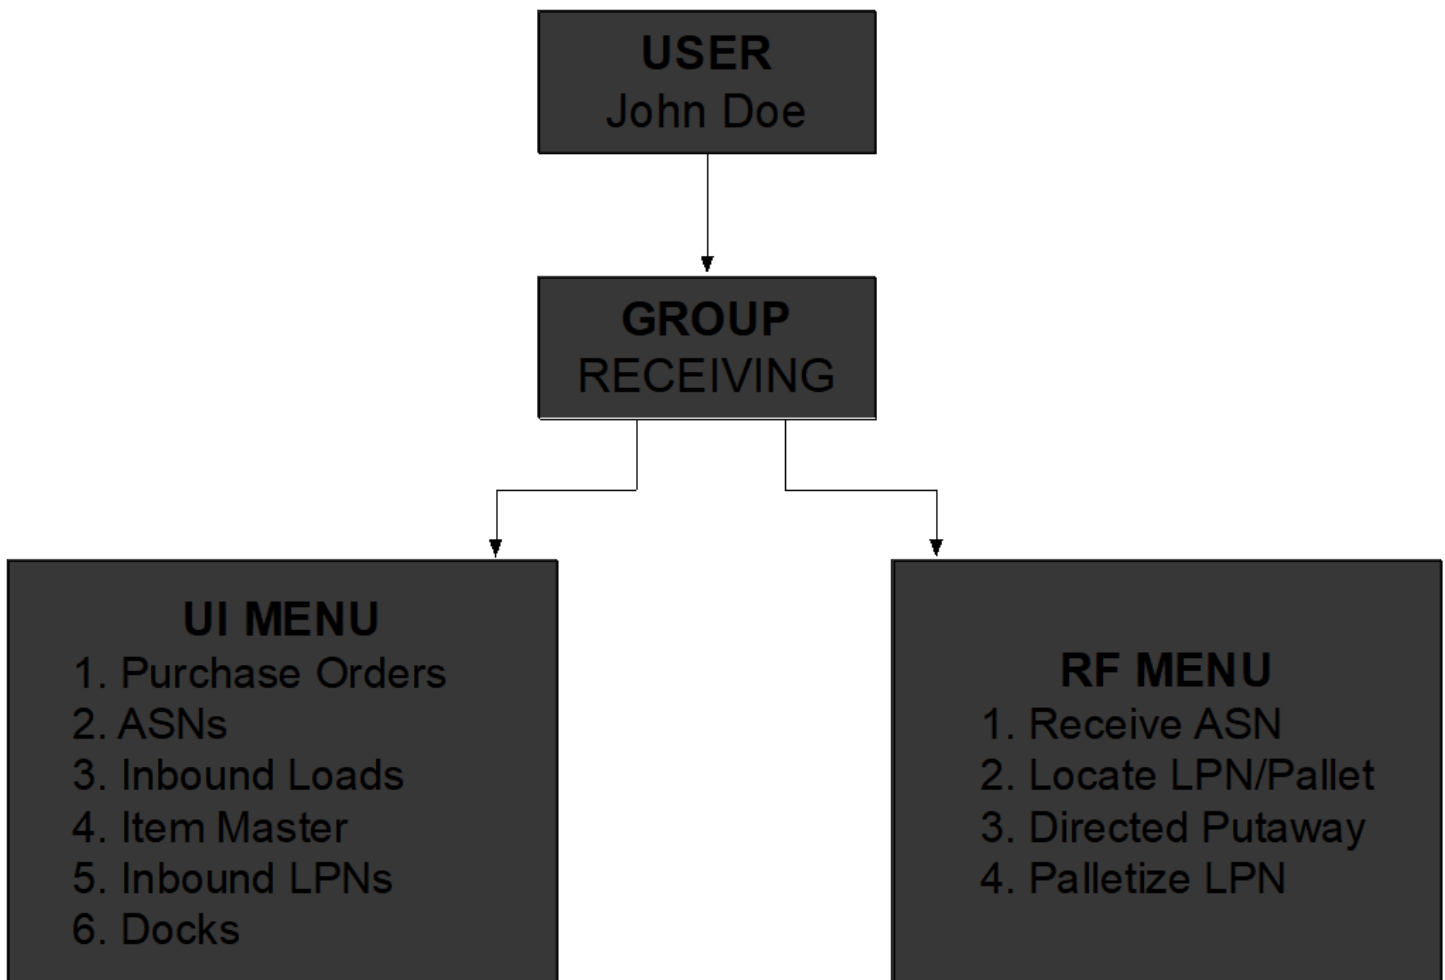 USER
John Doe
GROUP
RECEIVING
UI MENU
1. Purchase Orders
2. ASNs
3. Inbound Loads
4. Item Master
5. Inbound LPNs
6. Docks
RF MENU
1. Receive ASN
2. Locate LPN/Pallet
3. Directed Putaway
4. Palletize LPN